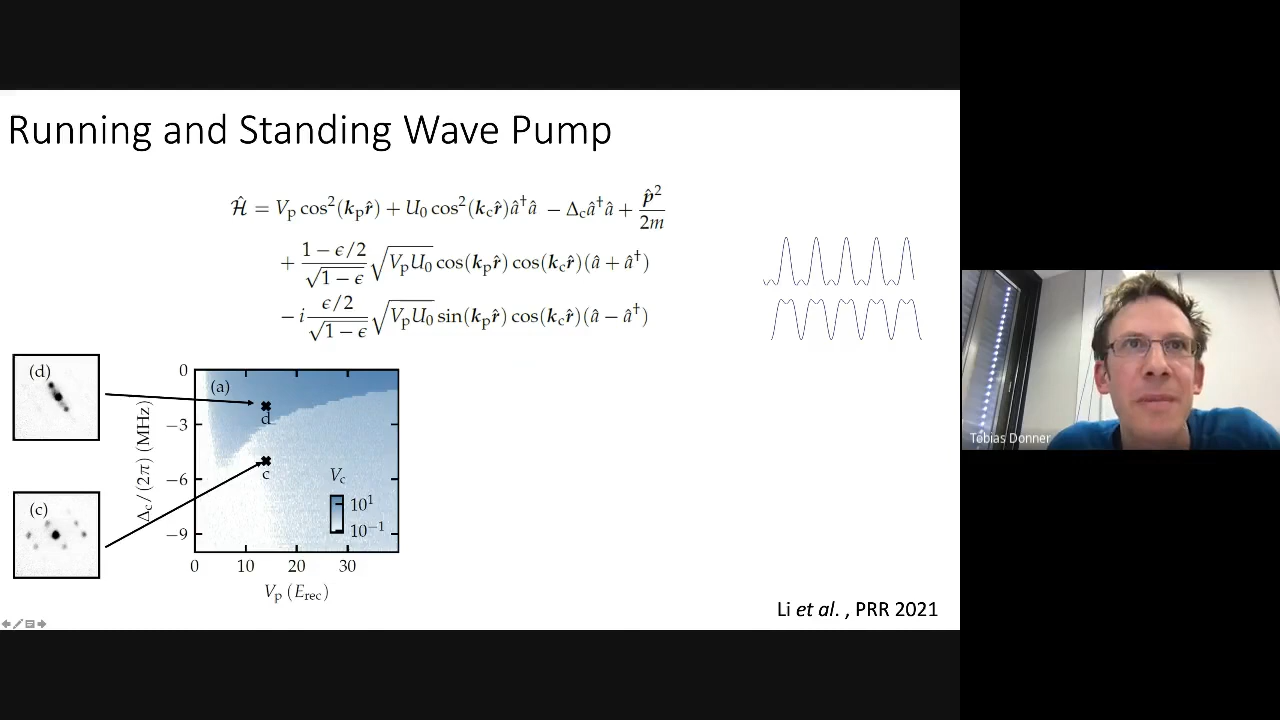 Running and Standing Wave Pump
Ĥ = V_p cos²(k_p r̂) + U_0 cos²(k_c r̂)â†â − Δ_c â†â + p̂²/2m
+ (1 − ϵ/2)/√(1 − ϵ) √(V_p U_0) cos(k_p r̂) cos(k_c r̂)(â + â†)
− i (ϵ/2)/√(1 − ϵ) √(V_p U_0) sin(k_p r̂) cos(k_c r̂)(â − â†)
(d)
(c)
(a)
d
c
V_c
10¹
10⁻¹
0
−3
−6
−9
Δ_c/(2π) (MHz)
0 10 20 30
V_p (E_rec)
Li et al. , PRR 2021
Tobias Donner